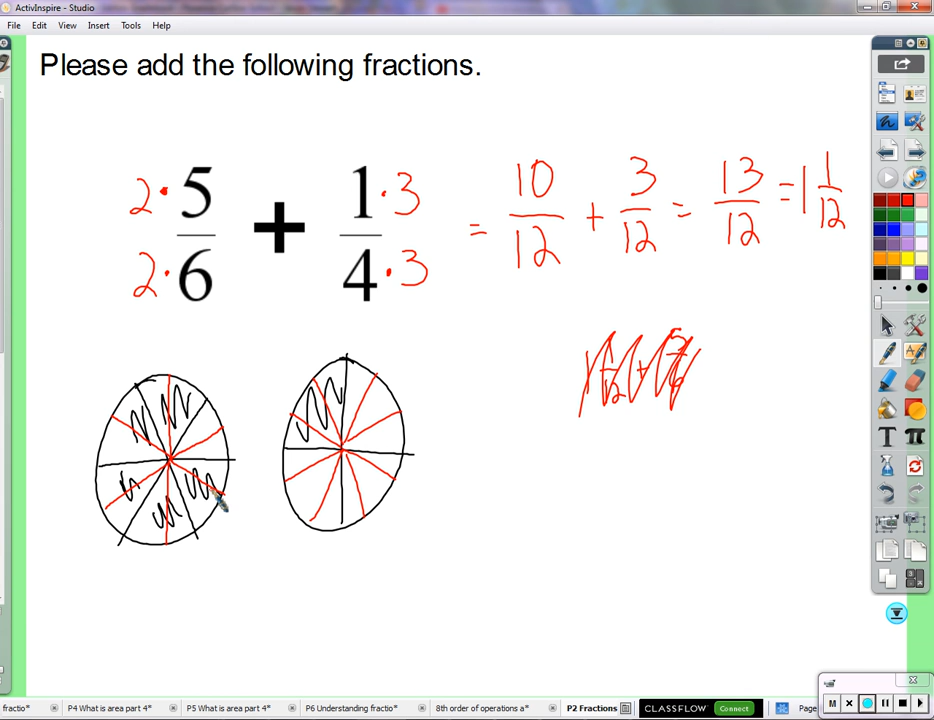 ActivInspire - Studio
File Edit View Insert Tools Help
Please add the following fractions.
2·5/2·6 + 1·3/4·3 = 10/12 + 3/12 = 13/12 = 1 1/12
fractio* P4 What is area part 4* P5 What is area part 4* P6 Understanding fractio* 8th order of operations a* P2 Fractions CLASSFLOW Connect Page
M